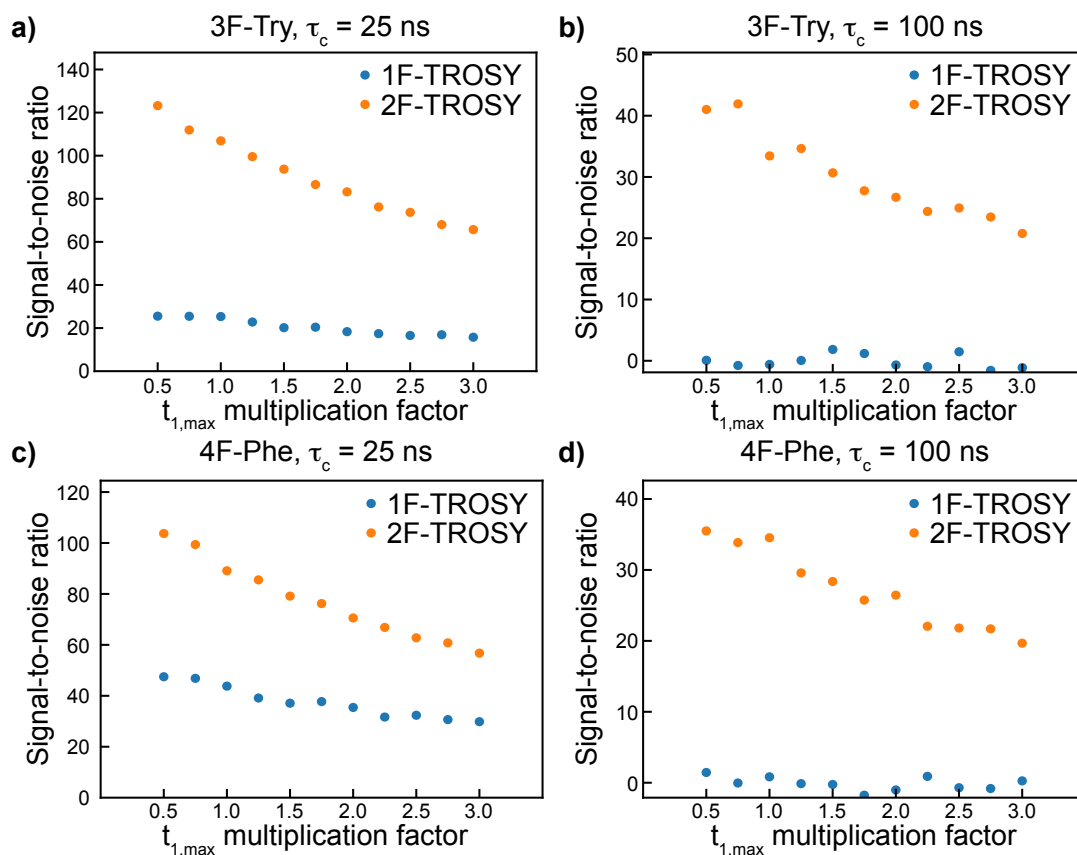 a)
3F-Try, τc = 25 ns
Signal-to-noise ratio
140
120
100
80
60
40
20
0
1F-TROSY
2F-TROSY
0.5 1.0 1.5 2.0 2.5 3.0
t1,max multiplication factor
b)
3F-Try, τc = 100 ns
Signal-to-noise ratio
50
40
30
20
10
0
1F-TROSY
2F-TROSY
0.5 1.0 1.5 2.0 2.5 3.0
t1,max multiplication factor
c)
4F-Phe, τc = 25 ns
Signal-to-noise ratio
120
100
80
60
40
20
0
1F-TROSY
2F-TROSY
0.5 1.0 1.5 2.0 2.5 3.0
t1,max multiplication factor
d)
4F-Phe, τc = 100 ns
Signal-to-noise ratio
40
30
20
10
0
1F-TROSY
2F-TROSY
0.5 1.0 1.5 2.0 2.5 3.0
t1,max multiplication factor